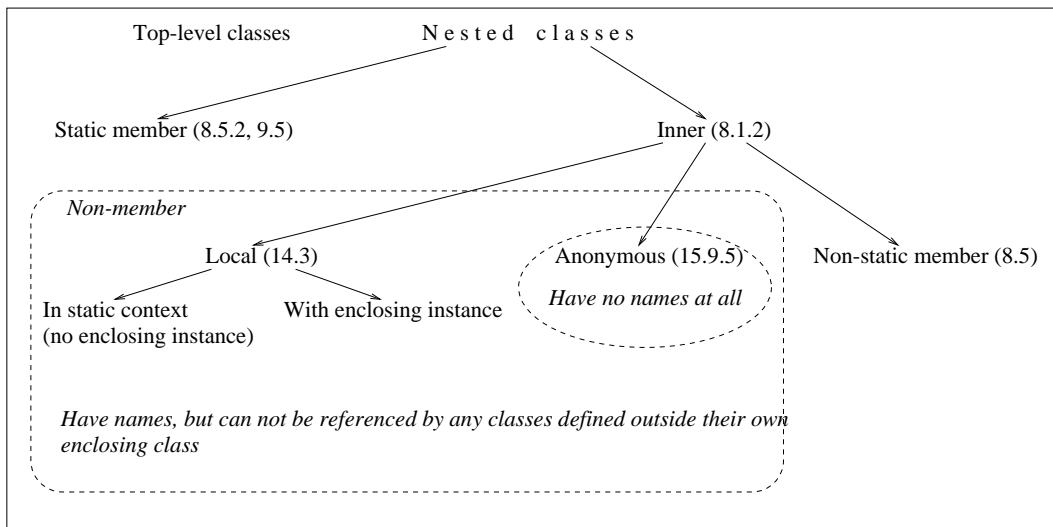 Top-level classes
Nested classes
Static member (8.5.2, 9.5)
Inner (8.1.2)
Non-member
Local (14.3)
Anonymous (15.9.5)
Non-static member (8.5)
Have no names at all
In static context
(no enclosing instance)
With enclosing instance
Have names, but can not be referenced by any classes defined outside their own
enclosing class